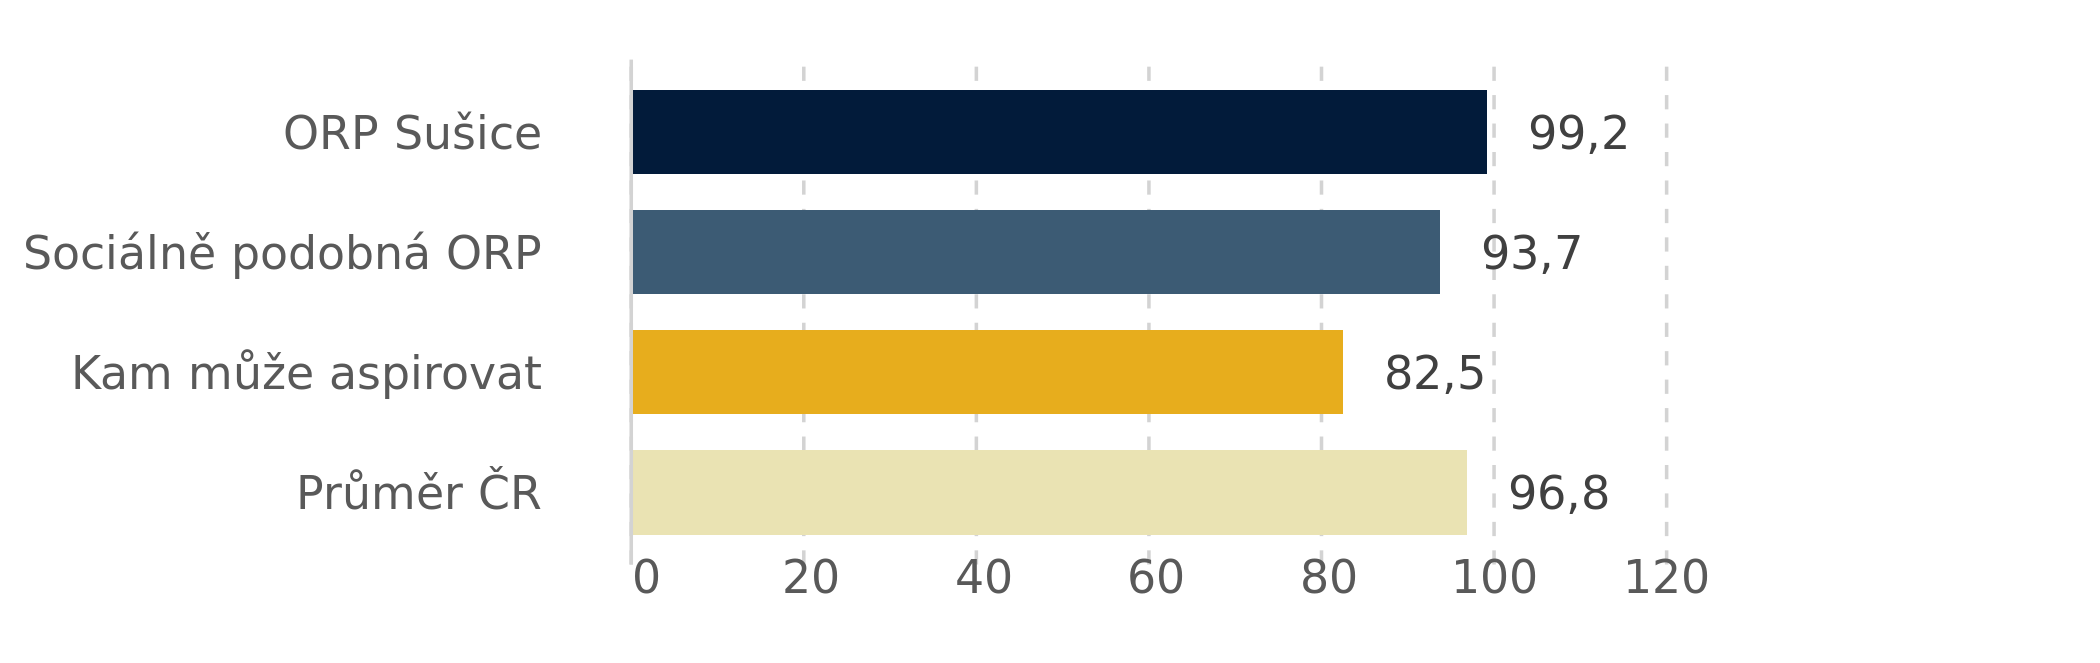 ORP Sušice 99,2
Sociálně podobná ORP 93,7
Kam může aspirovat 82,5
Průměr ČR 96,8
0 20 40 60 80 100 120